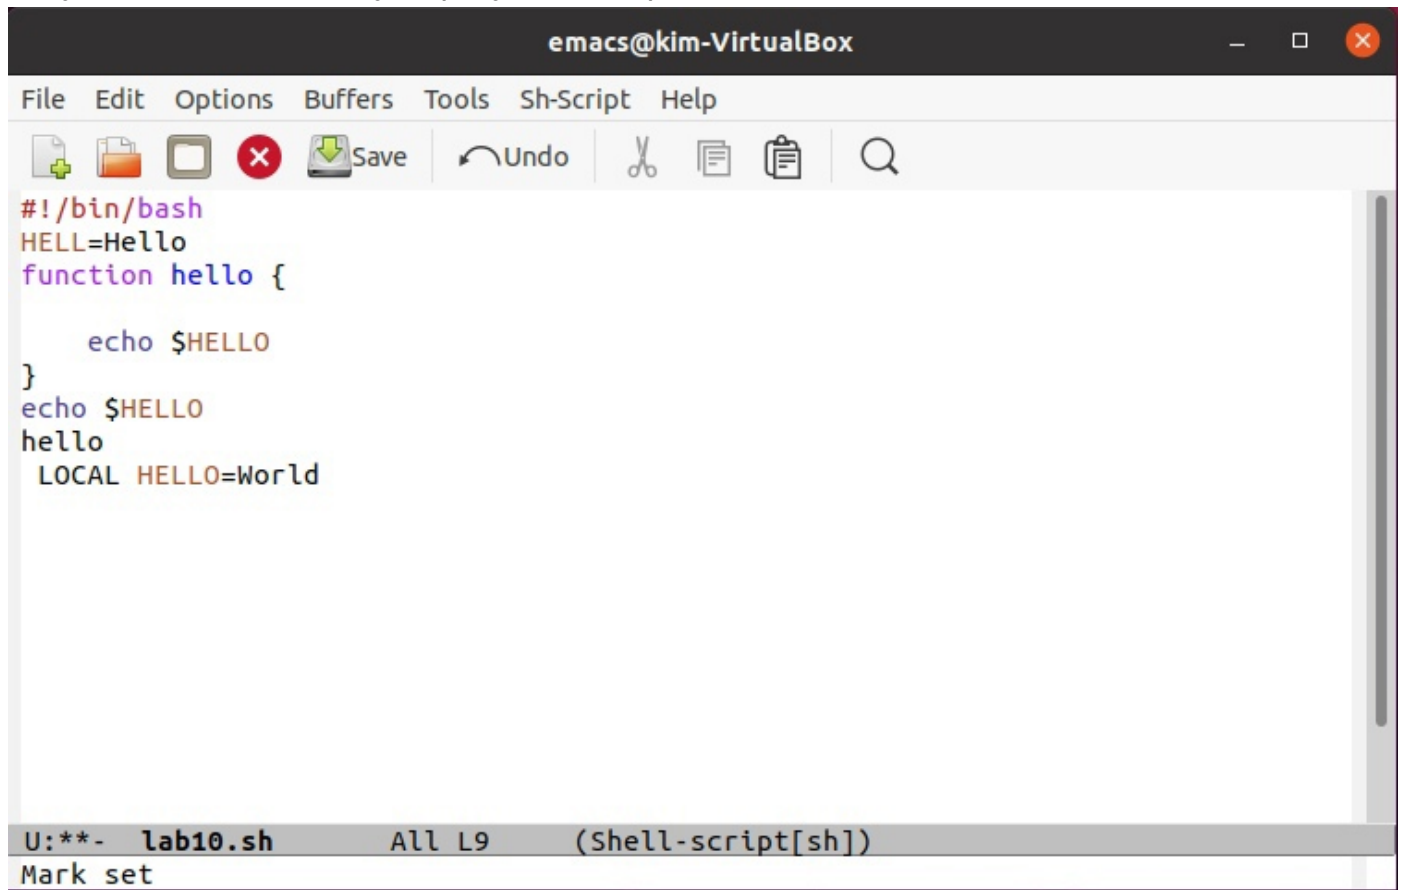 emacs@kim-VirtualBox
File Edit Options Buffers Tools Sh-Script Help
Save Undo
#!/bin/bash
HELL=Hello
function hello {
echo $HELLO
}
echo $HELLO
hello
LOCAL HELLO=World
U:**- lab10.sh All L9 (Shell-script[sh])
Mark set